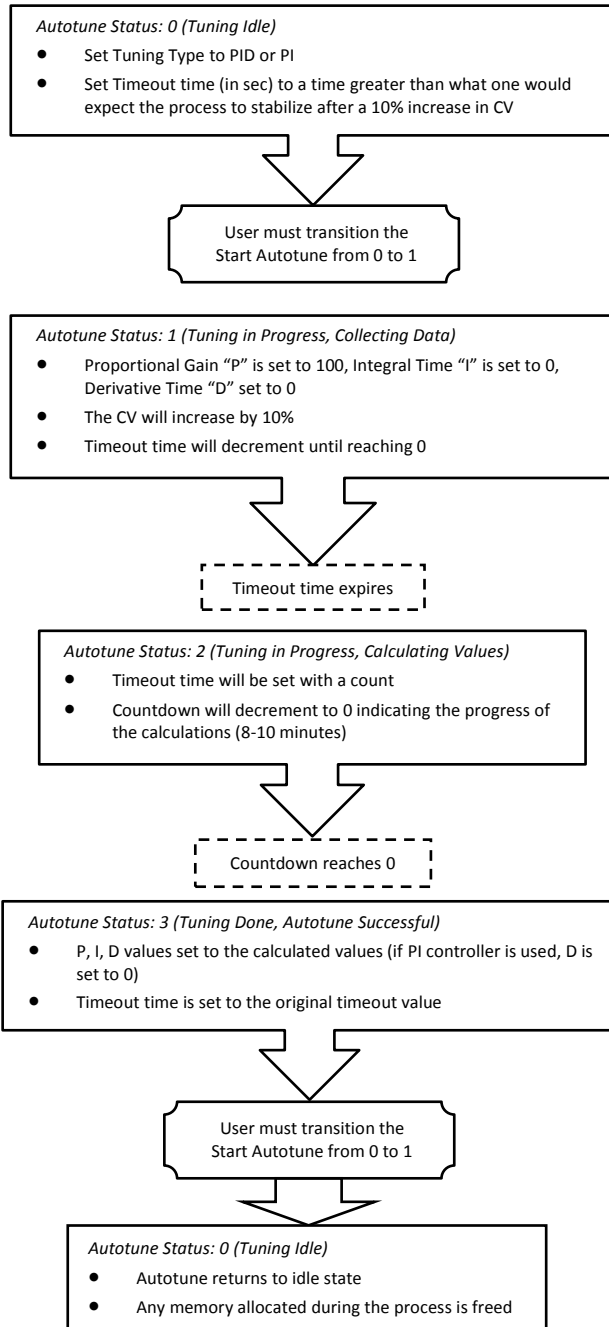 Autotune Status: 0 (Tuning Idle)
● Set Tuning Type to PID or PI
● Set Timeout time (in sec) to a time greater than what one would
expect the process to stabilize after a 10% increase in CV
User must transition the
Start Autotune from 0 to 1
Autotune Status: 1 (Tuning in Progress, Collecting Data)
● Proportional Gain “P” is set to 100, Integral Time “I” is set to 0,
Derivative Time “D” set to 0
● The CV will increase by 10%
● Timeout time will decrement until reaching 0
Timeout time expires
Autotune Status: 2 (Tuning in Progress, Calculating Values)
● Timeout time will be set with a count
● Countdown will decrement to 0 indicating the progress of
the calculations (8-10 minutes)
Countdown reaches 0
Autotune Status: 3 (Tuning Done, Autotune Successful)
● P, I, D values set to the calculated values (if PI controller is used, D is
set to 0)
● Timeout time is set to the original timeout value
User must transition the
Start Autotune from 0 to 1
Autotune Status: 0 (Tuning Idle)
● Autotune returns to idle state
● Any memory allocated during the process is freed